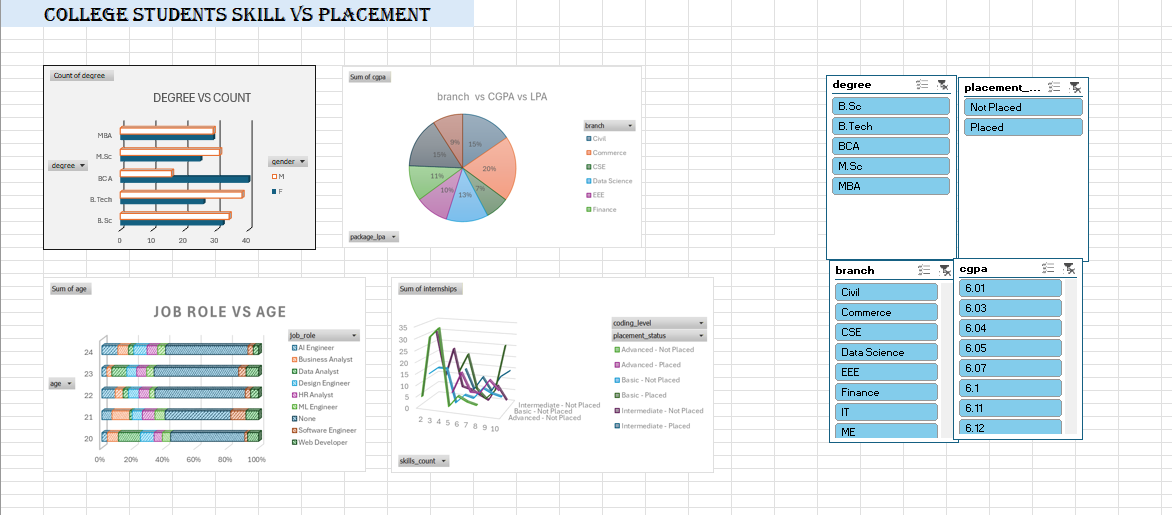 COLLEGE STUDENTS SKILL VS PLACEMENT
Count of degree
DEGREE VS COUNT
MBA
M.Sc
BCA
B.Tech
B.Sc
0 10 20 30 40
degree
gender
M
F
Sum of cgpa
branch vs CGPA vs LPA
15%
20%
7%
13%
10%
11%
15%
9%
branch
Civil
Commerce
CSE
Data Science
EEE
Finance
package_lpa
degree
B.Sc
B.Tech
BCA
M.Sc
MBA
placement_...
Not Placed
Placed
Sum of age
JOB ROLE VS AGE
24
23
22
21
20
0% 20% 40% 60% 80% 100%
age
Job_role
AI Engineer
Business Analyst
Data Analyst
Design Engineer
HR Analyst
ML Engineer
None
Software Engineer
Web Developer
Sum of internships
35
30
25
20
15
10
5
0
2 3 4 5 6 7 8 9 10
Intermediate - Not Placed
Basic - Not Placed
Advanced - Not Placed
coding_level
placement_status
Advanced - Not Placed
Advanced - Placed
Basic - Not Placed
Basic - Placed
Intermediate - Not Placed
Intermediate - Placed
skills_count
branch
Civil
Commerce
CSE
Data Science
EEE
Finance
IT
ME
cgpa
6.01
6.03
6.04
6.05
6.07
6.1
6.11
6.12